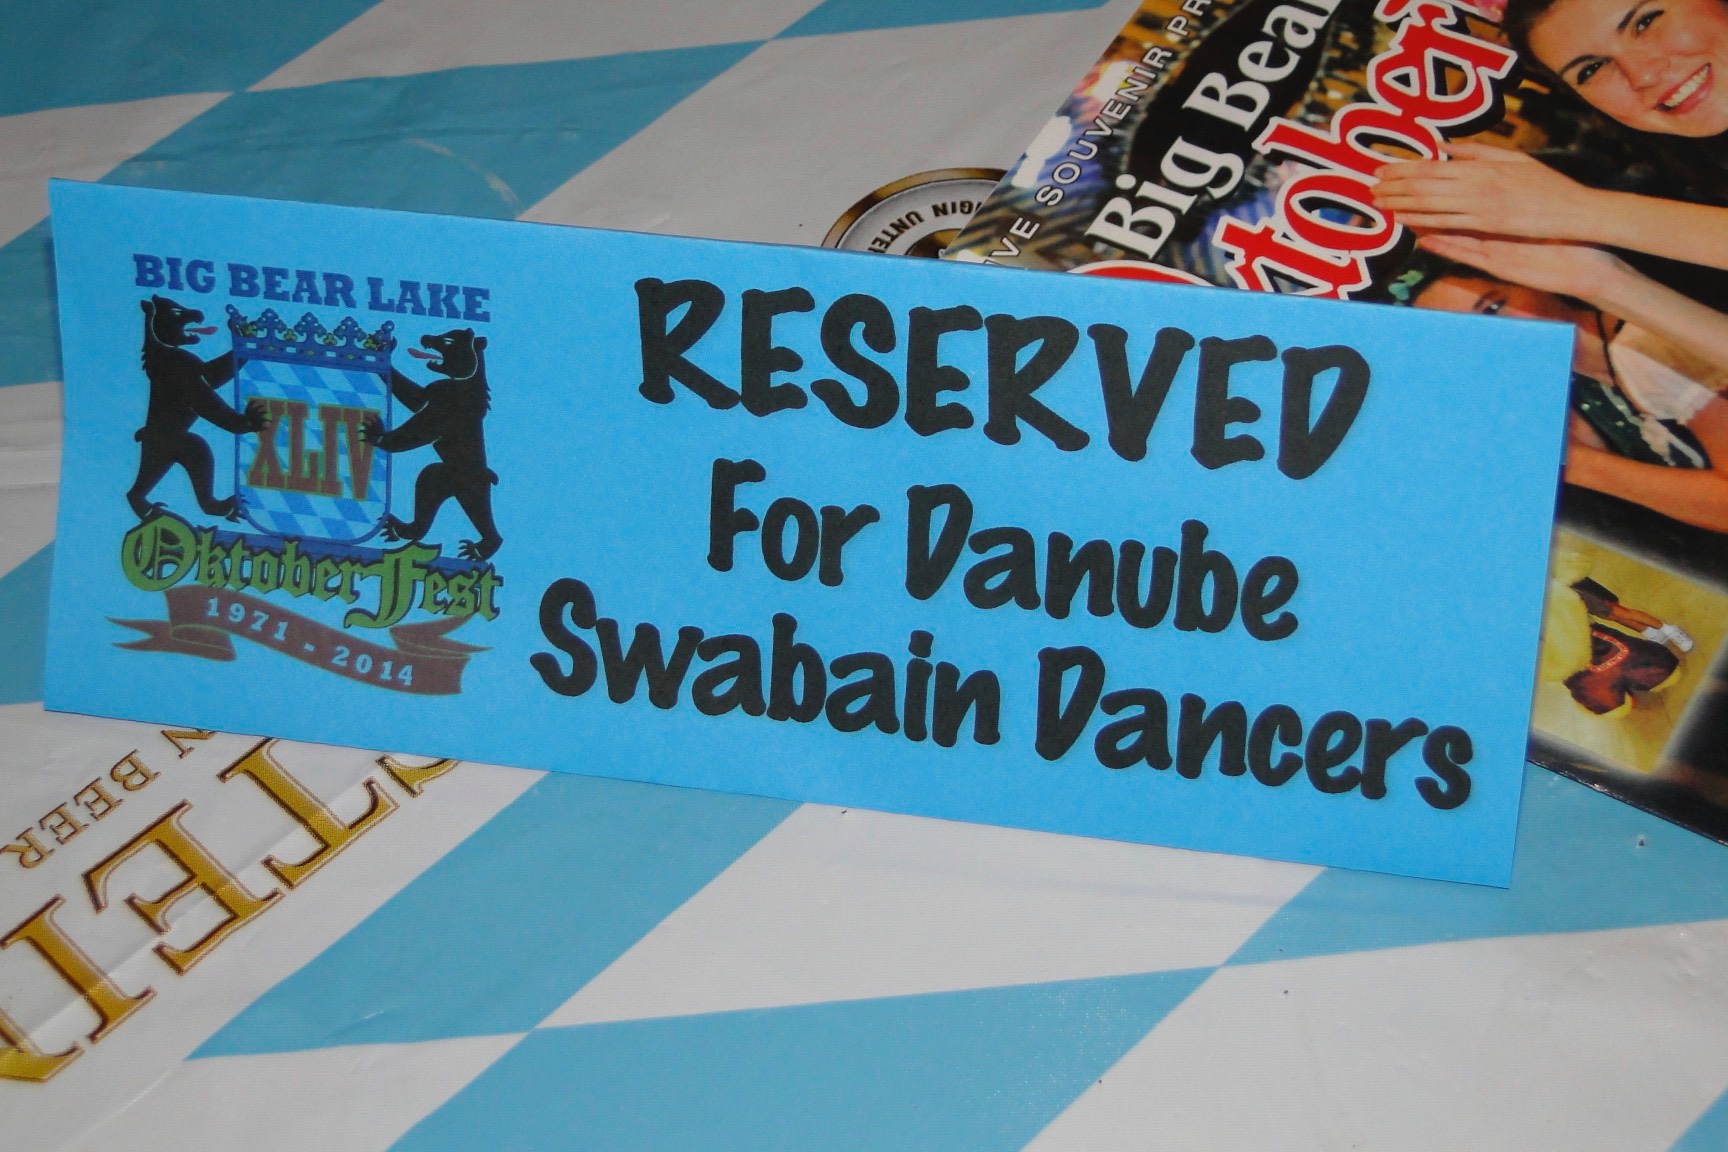 BIG BEAR LAKE
XLIV
OktoberFest
1971 - 2014
RESERVED
For Danube
Swabain Dancers
SOUVENIR
Big Bear
BEER